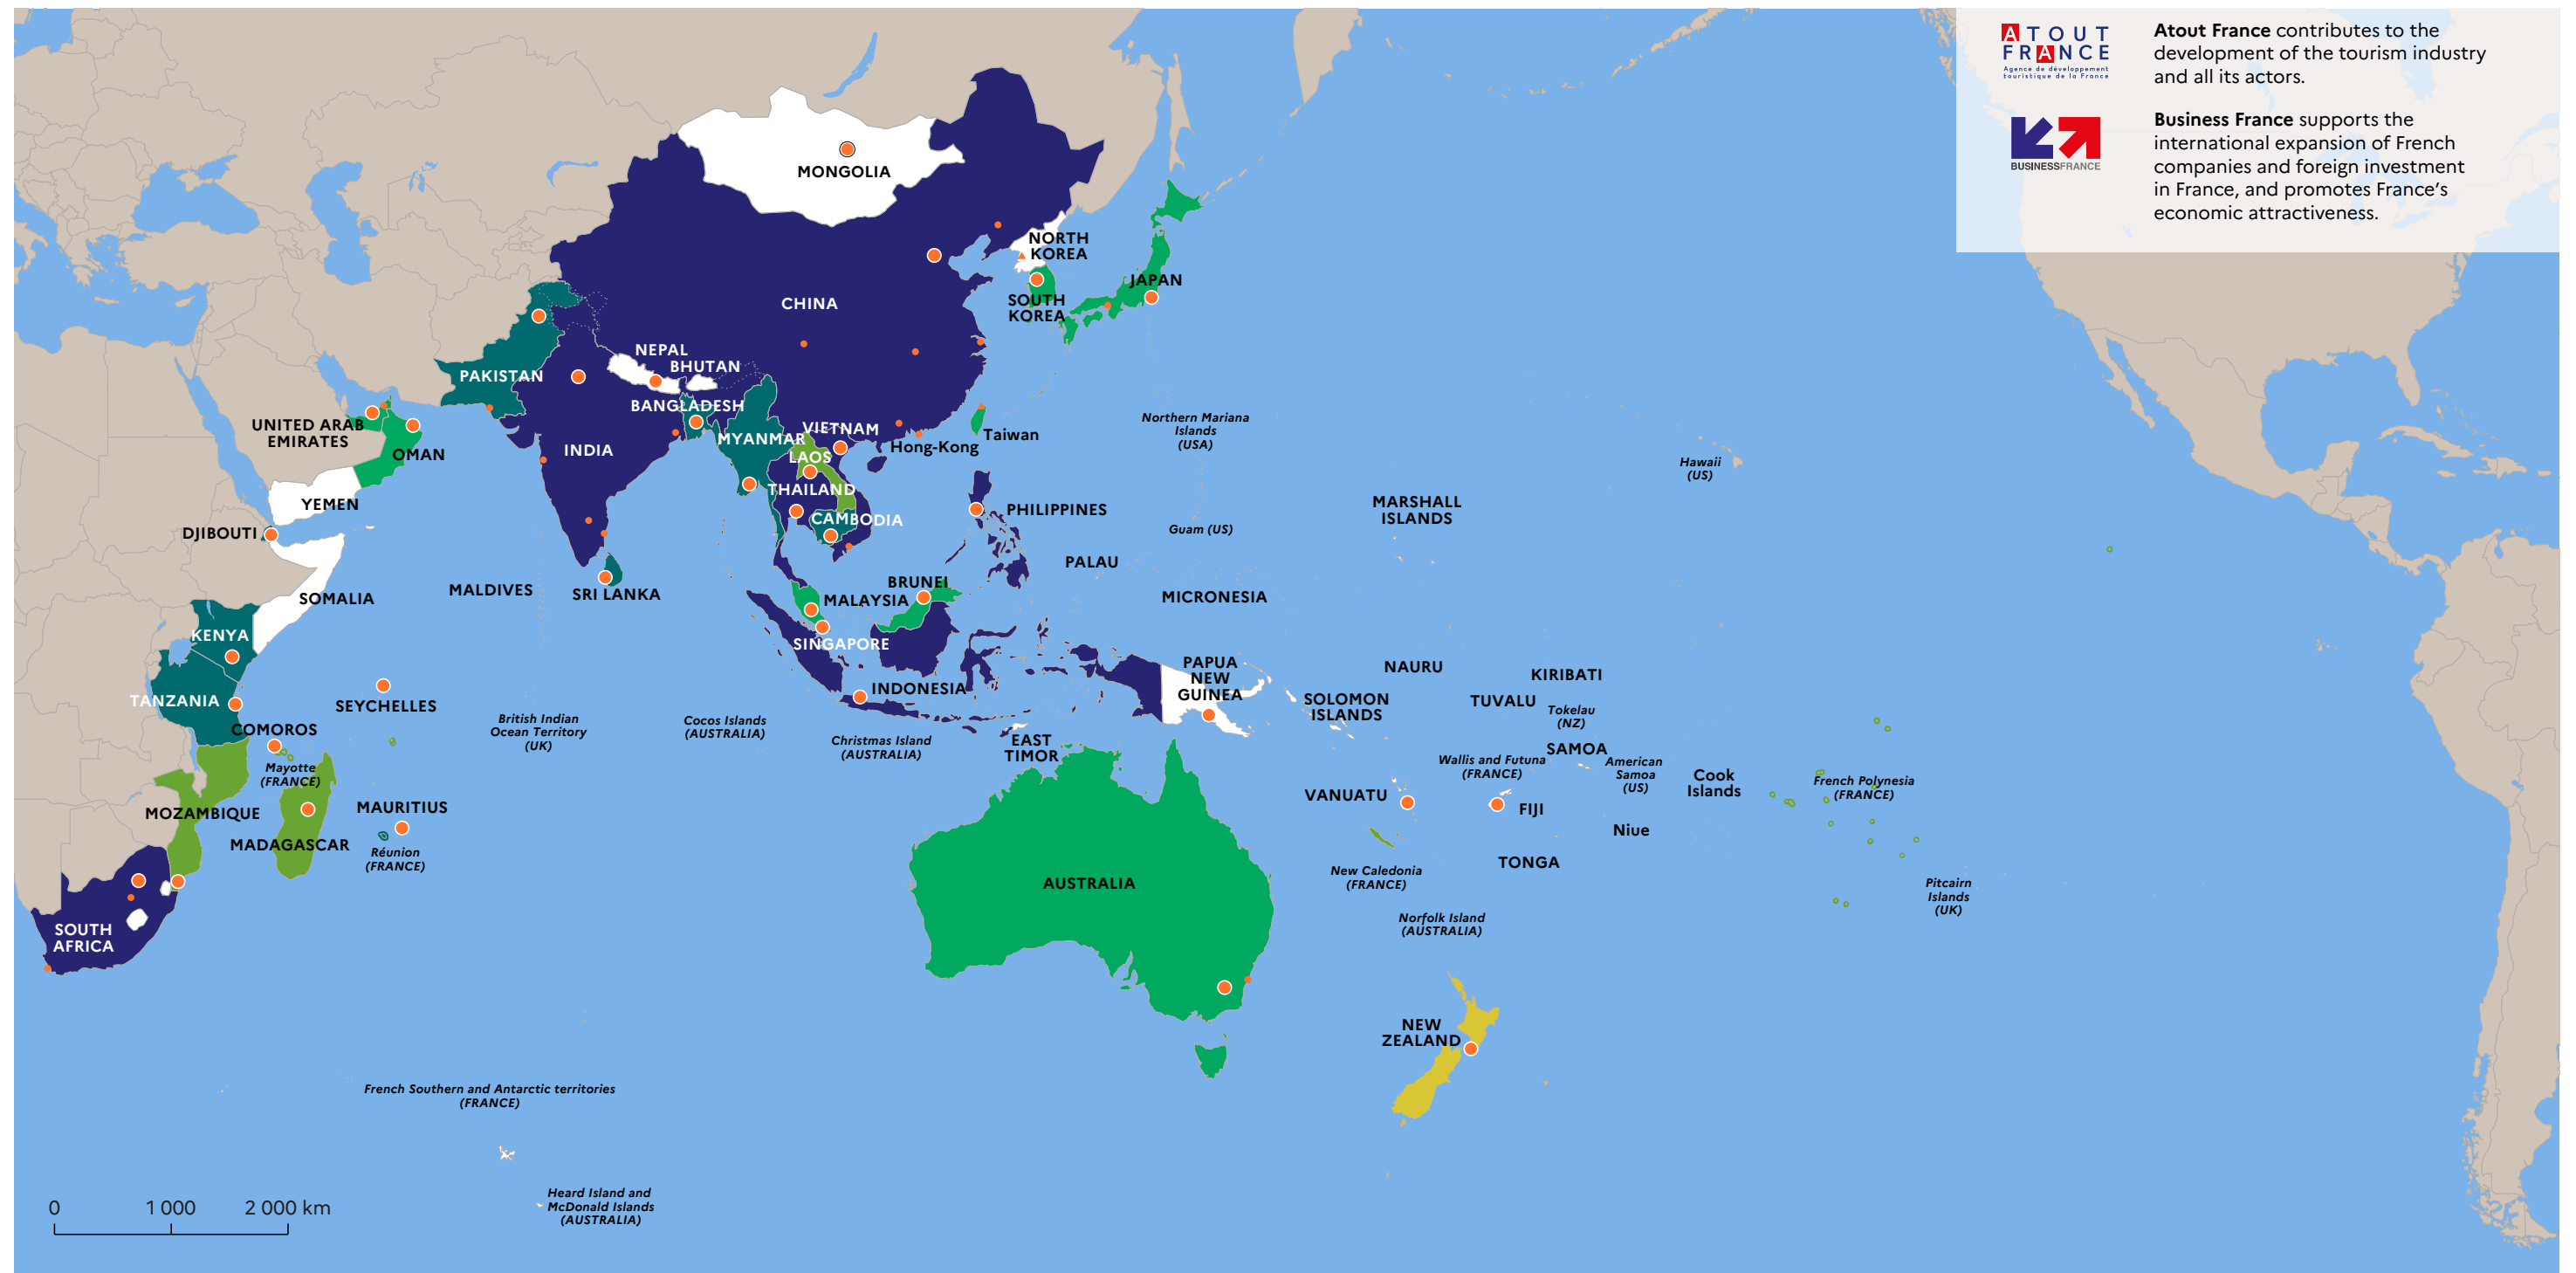 ATOUT
FRANCE
Agence de développement
touristique de la France
Atout France contributes to the
development of the tourism industry
and all its actors.
BUSINESSFRANCE
Business France supports the
international expansion of French
companies and foreign investment
in France, and promotes France's
economic attractiveness.
MONGOLIA
NORTH
KOREA
JAPAN
CHINA
SOUTH
KOREA
NEPAL
BHUTAN
PAKISTAN
BANGLADESH
UNITED ARAB
EMIRATES
VIETNAM
MYANMAR
Hong-Kong
Taiwan
Northern Mariana
Islands
(USA)
OMAN
INDIA
LAOS
Hawaii
(US)
THAILAND
YEMEN
CAMBODIA
PHILIPPINES
MARSHALL
ISLANDS
Guam (US)
DJIBOUTI
PALAU
MALDIVES
SRI LANKA
BRUNEI
SOMALIA
MALAYSIA
MICRONESIA
KENYA
SINGAPORE
PAPUA
NEW
GUINEA
NAURU
KIRIBATI
TANZANIA
SEYCHELLES
INDONESIA
SOLOMON
ISLANDS
TUVALU
Tokelau
(NZ)
COMOROS
British Indian
Ocean Territory
(UK)
Cocos Islands
(AUSTRALIA)
Christmas Island
(AUSTRALIA)
EAST
TIMOR
SAMOA
Mayotte
(FRANCE)
Wallis and Futuna
(FRANCE)
American
Samoa
(US)
Cook
Islands
French Polynesia
(FRANCE)
MOZAMBIQUE
MAURITIUS
VANUATU
FIJI
Niue
MADAGASCAR
Réunion
(FRANCE)
TONGA
New Caledonia
(FRANCE)
AUSTRALIA
Pitcairn
Islands
(UK)
SOUTH
AFRICA
Norfolk Island
(AUSTRALIA)
NEW
ZEALAND
French Southern and Antarctic territories
(FRANCE)
Heard Island and
McDonald Islands
(AUSTRALIA)
0 1 000 2 000 km